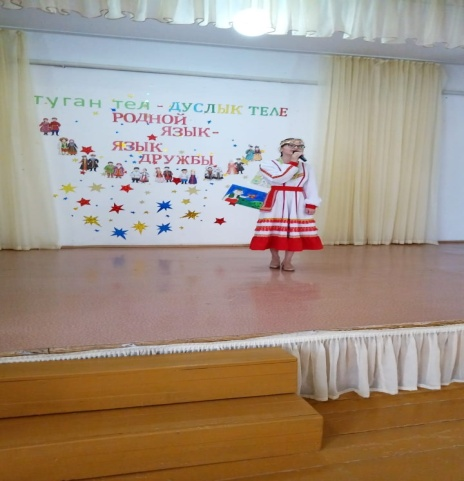 туган тел - ДУСЛЫК ТЕЛЕ
РОДНОЙ
ЯЗЫК-
ЯЗЫК
ДРУЖБЫ